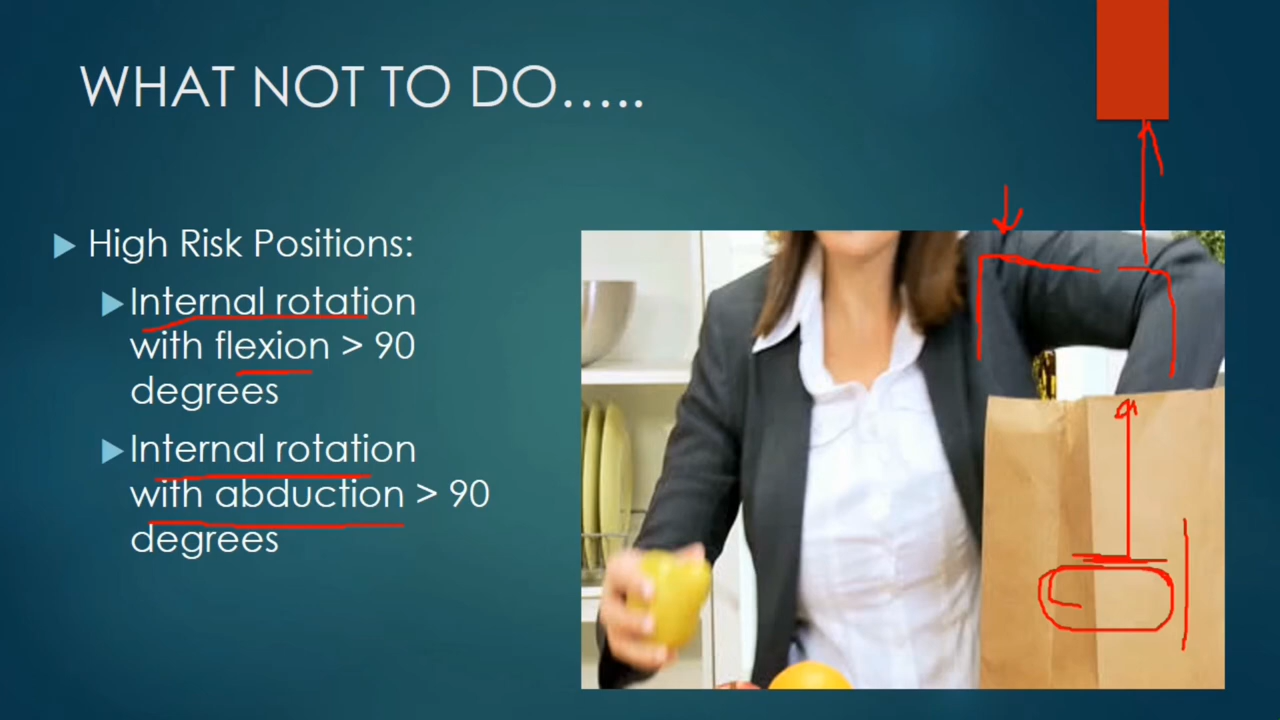 WHAT NOT TO DO…..
High Risk Positions:
Internal rotation
with flexion > 90
degrees
Internal rotation
with abduction > 90
degrees